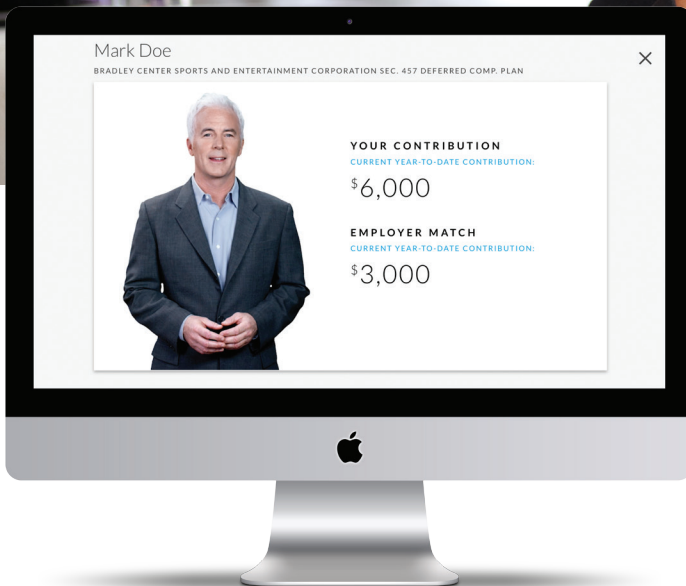 Mark Doe
BRADLEY CENTER SPORTS AND ENTERTAINMENT CORPORATION SEC. 457 DEFERRED COMP. PLAN
YOUR CONTRIBUTION
CURRENT YEAR-TO-DATE CONTRIBUTION:
$6,000
EMPLOYER MATCH
CURRENT YEAR-TO-DATE CONTRIBUTION:
$3,000